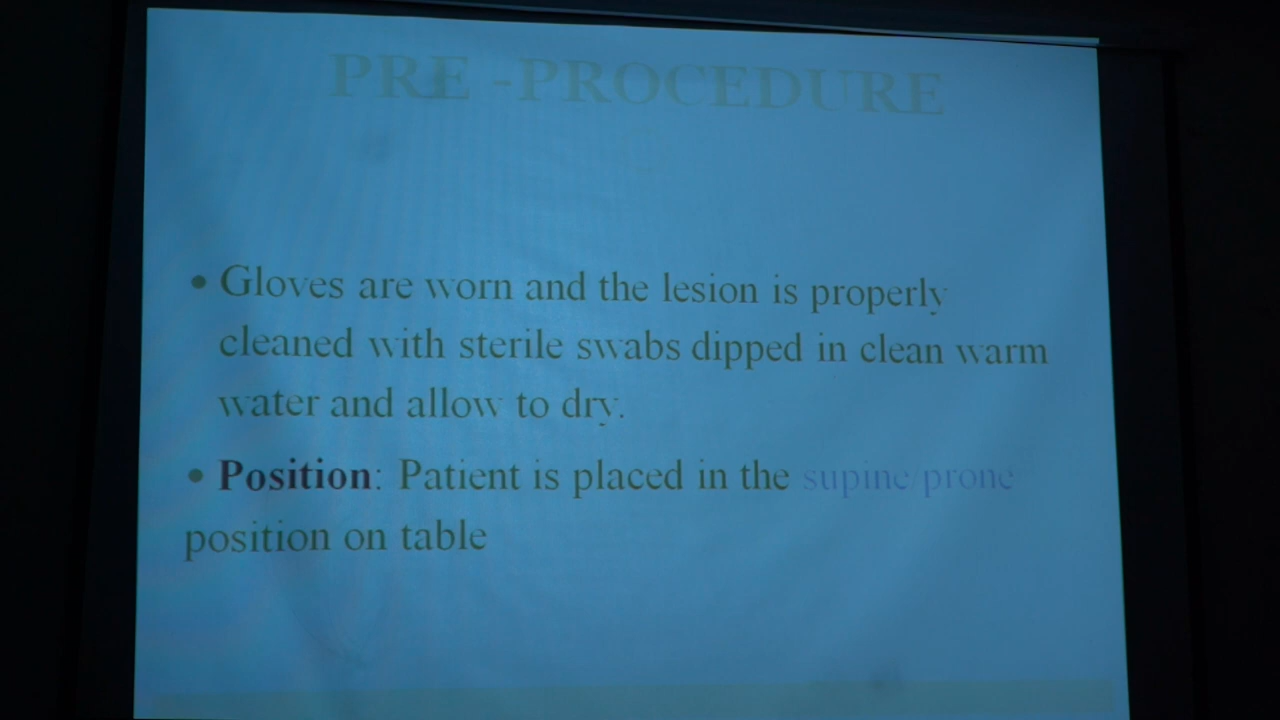 PRE -PROCEDURE
• Gloves are worn and the lesion is properly
cleaned with sterile swabs dipped in clean warm
water and allow to dry.
• Position: Patient is placed in the supine/prone
position on table